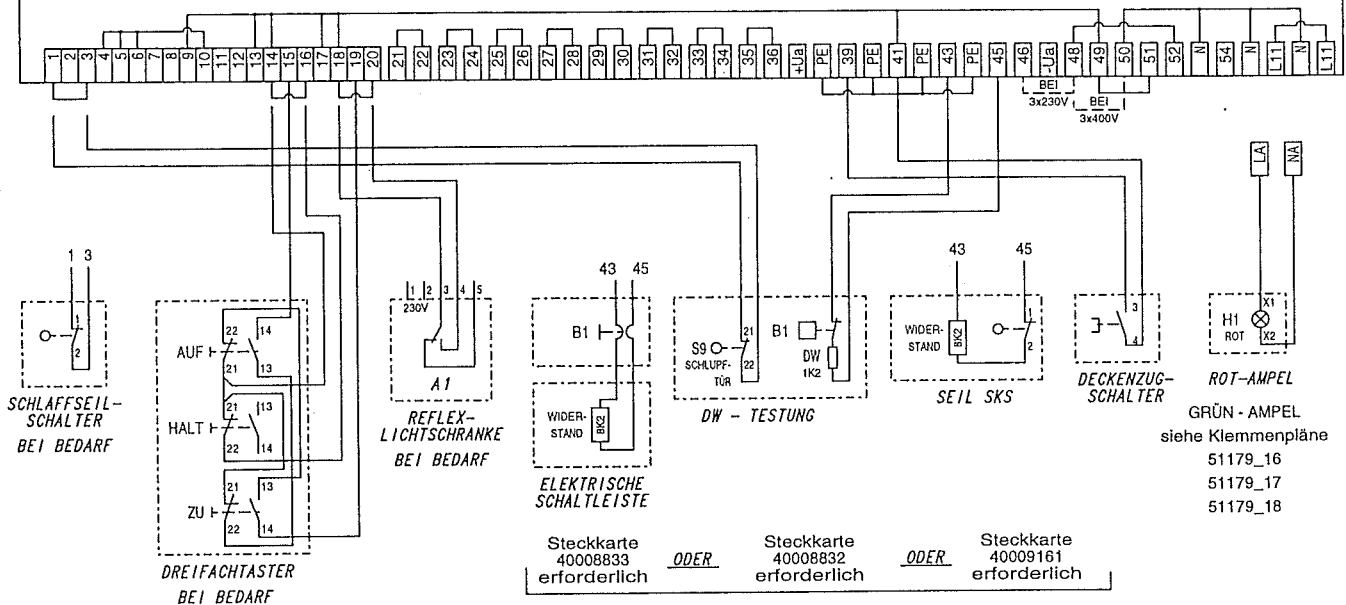 1 2 3 4 5 6 7 8 9 10 11 12 13 14 15 16 17 18 19 20 21 22 23 24 25 26 27 28 29 30 31 32 33 34 35 36 +Ua PE 39 PE 41 PE 43 PE 45 46 -Ua 48 49 50 51 52 N 54 N L11 N L11
BEI
3x230V
BEI
3x400V
LA NA
1 3
1
2
SCHLAFFSEIL-
SCHALTER
BEI BEDARF
22 14
AUF
21 13
21 13
HALT
22 14
21 13
ZU
22 14
DREIFACHTASTER
BEI BEDARF
1 2 3 4 5
230V
A1
REFLEX-
LICHTSCHRANKE
BEI BEDARF
43 45
B1
WIDER-
STAND
8K2
ELEKTRISCHE
SCHALTLEISTE
S9
SCHLUPF-
TÜR
21
22
B1
DW
1K2
DW - TESTUNG
43 45
WIDER-
STAND
8K2
1
2
SEIL SKS
3
4
DECKENZUG-
SCHALTER
H1
ROT
X1
X2
ROT-AMPEL
GRÜN - AMPEL
siehe Klemmenpläne
51179_16
51179_17
51179_18
Steckkarte
40008833
erforderlich
ODER
Steckkarte
40008832
erforderlich
ODER
Steckkarte
40009161
erforderlich